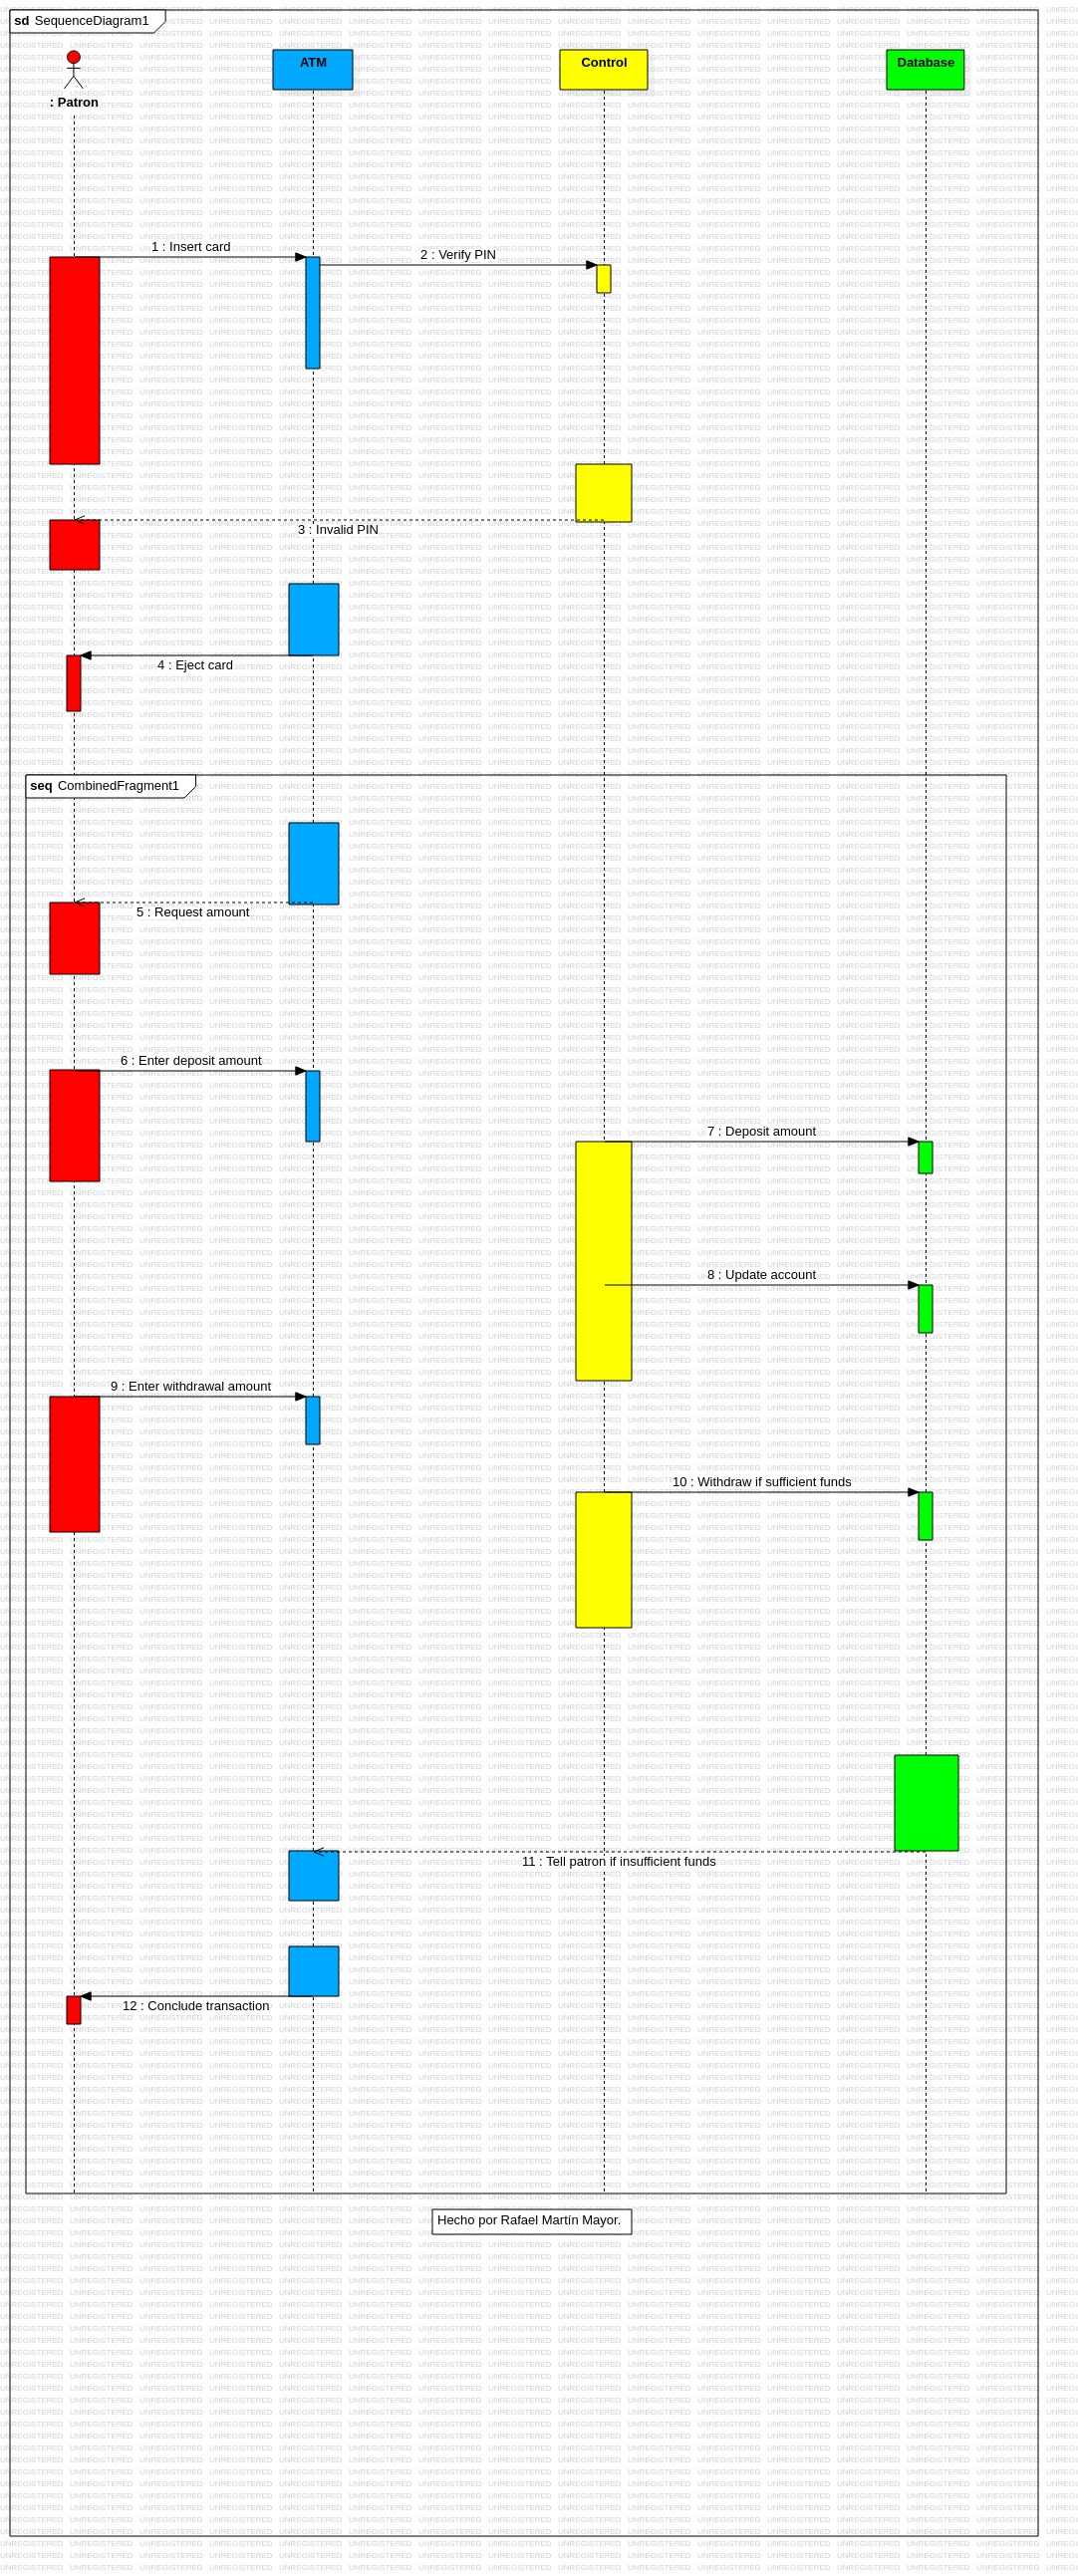 sd SequenceDiagram1
: Patron
ATM
Control
Database
1 : Insert card
2 : Verify PIN
3 : Invalid PIN
4 : Eject card
seq CombinedFragment1
5 : Request amount
6 : Enter deposit amount
7 : Deposit amount
8 : Update account
9 : Enter withdrawal amount
10 : Withdraw if sufficient funds
11 : Tell patron if insufficient funds
12 : Conclude transaction
Hecho por Rafael Martín Mayor.
UNREGISTERED